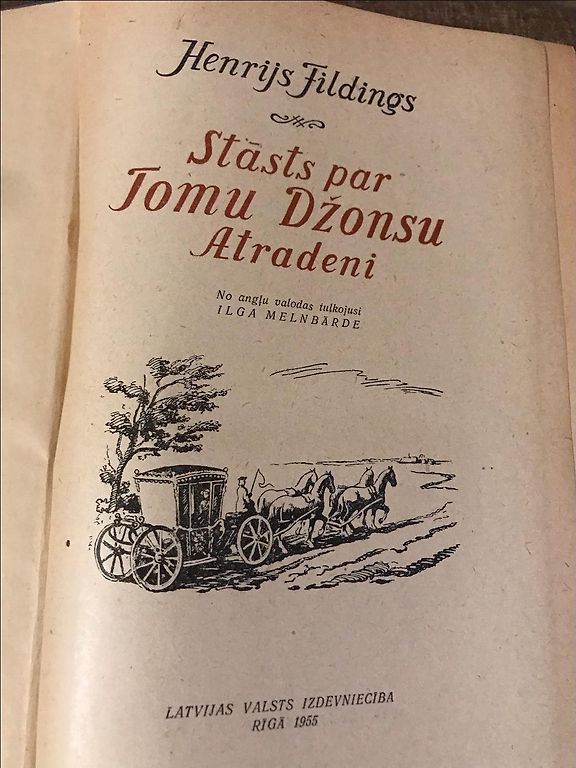 Henrijs Fildings
Stāsts par
Tomu Džonsu
Atradeni
No angļu valodas tulkojusi
ILGA MELNBĀRDE
LATVIJAS VALSTS IZDEVNIECĪBA
RĪGĀ 1955